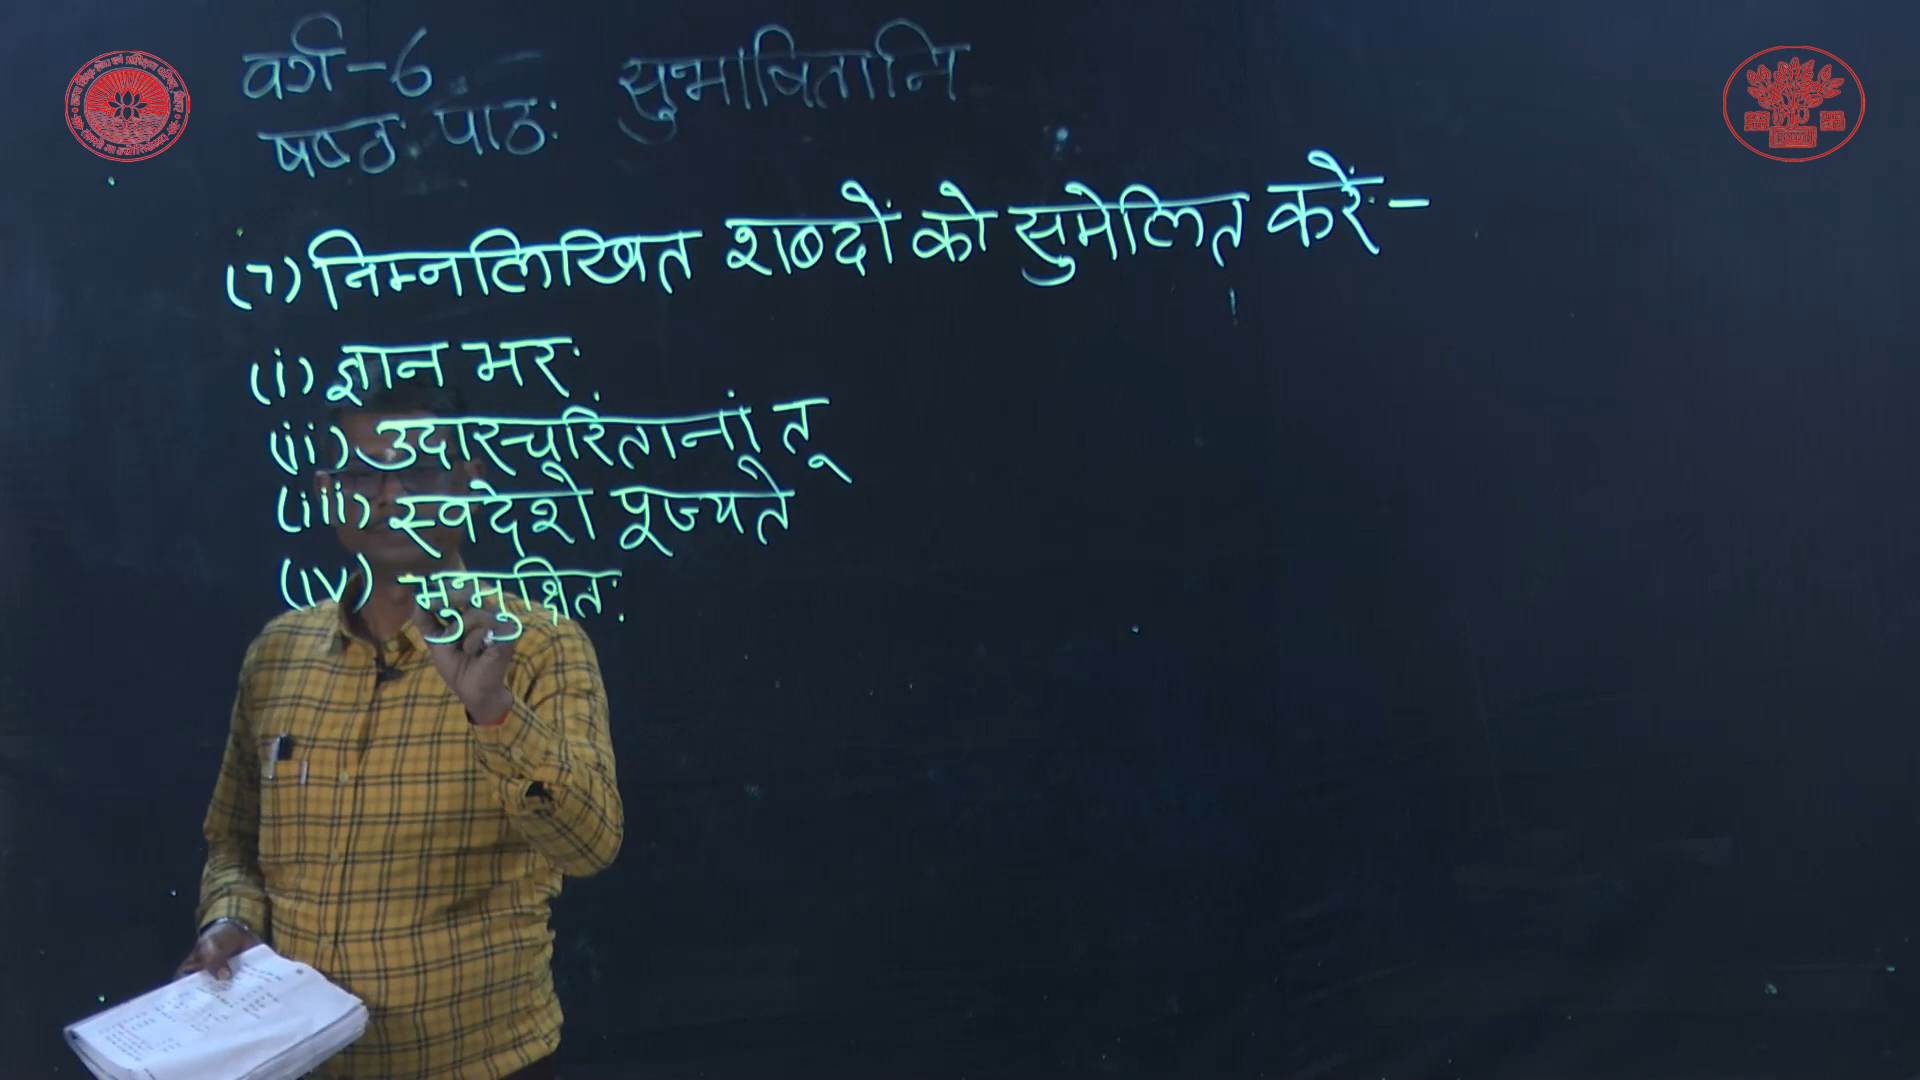 वर्ग-6
षष्ठ: पाठ: सुभाषितानि
(7) निम्नलिखित शब्दों को सुमेलित करें:-
(i) ज्ञान भर:
(ii) उदारचरितानां तू
(iii) स्वदेशे पूज्यते
(iv) भुभुक्षित: